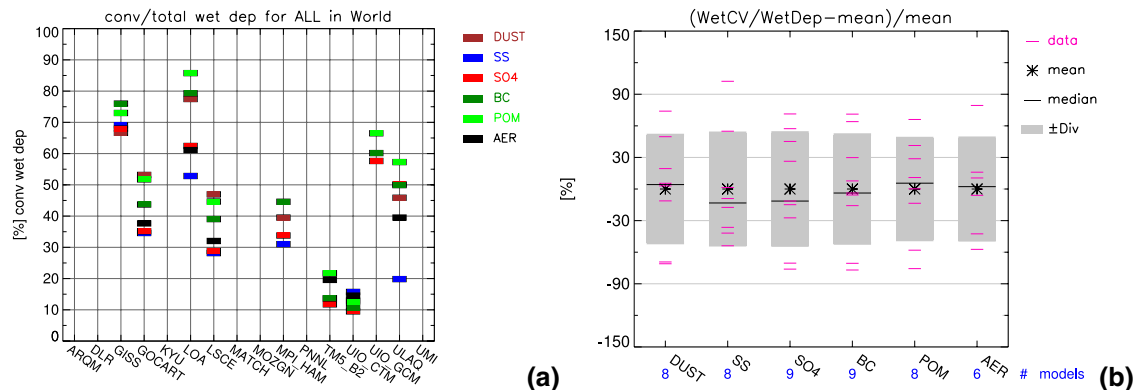 conv/total wet dep for ALL in World
[%] conv wet dep
100
90
80
70
60
50
40
30
20
10
0
ARQM
DLR
GISS
GOCART
KYU
LOA
LSCE
MATCH
MOZGN
MPI_HAM
PNNL
TM5_B2
UIO_CTM
UIO_GCM
ULAQ
UMI
DUST
SS
SO4
BC
POM
AER
(a)
(WetCV/WetDep-mean)/mean
[%]
150
90
30
-30
-90
-150
DUST
SS
SO4
BC
POM
AER
8
8
9
9
8
6
# models
data
mean
median
±Div
(b)